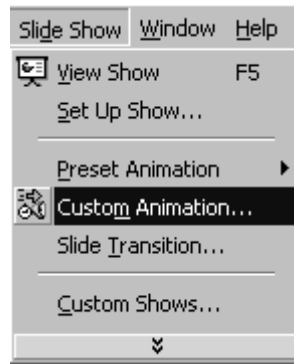 Slide Show Window Help
View Show F5
Set Up Show...
Preset Animation
Custom Animation...
Slide Transition...
Custom Shows...